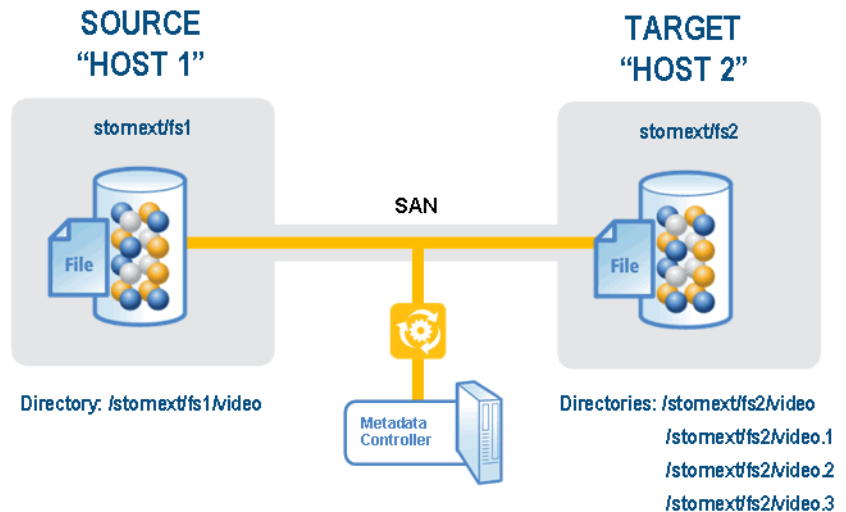 SOURCE
“HOST 1”
TARGET
“HOST 2”
stornext/fs1
stornext/fs2
SAN
File
File
Directory: /stornext/fs1/video
Metadata
Controller
Directories: /stornext/fs2/video
/stornext/fs2/video.1
/stornext/fs2/video.2
/stornext/fs2/video.3